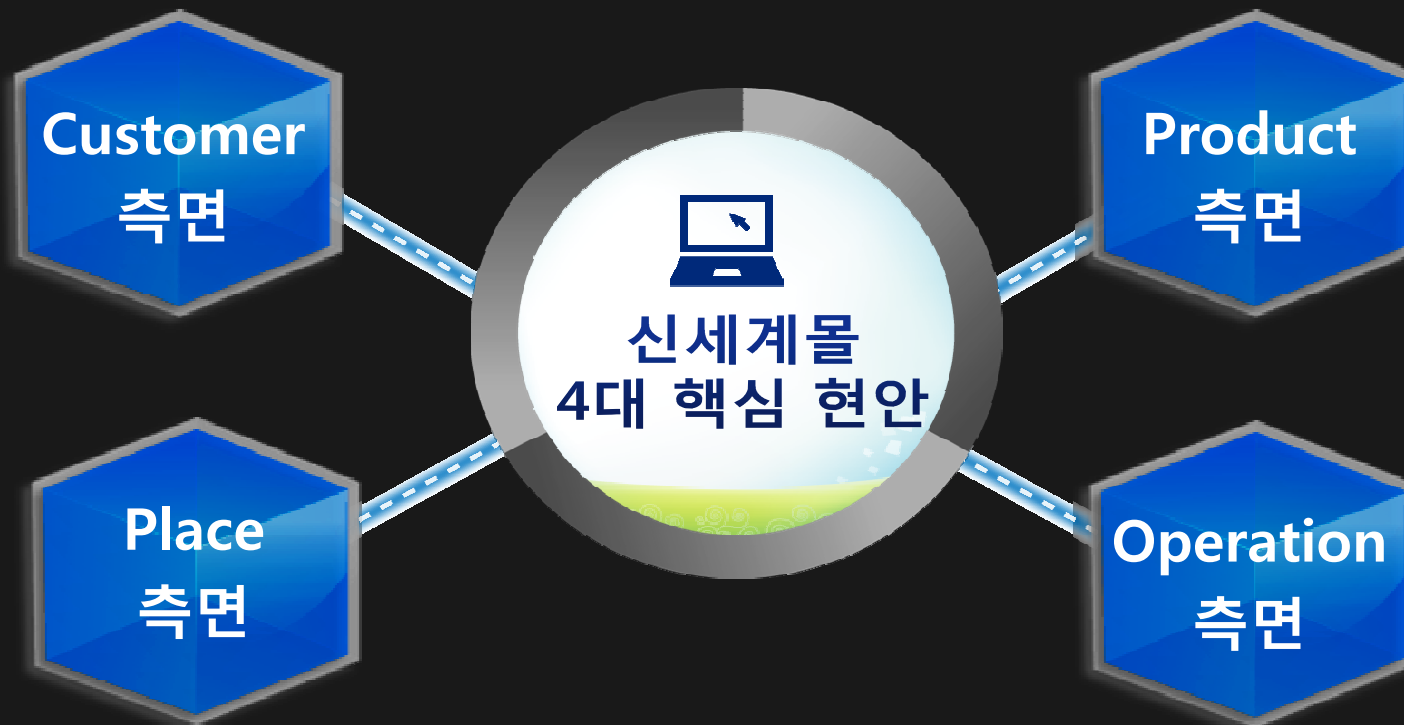 Customer
측면
Product
측면
신세계몰
4대 핵심 현안
Place
측면
Operation
측면